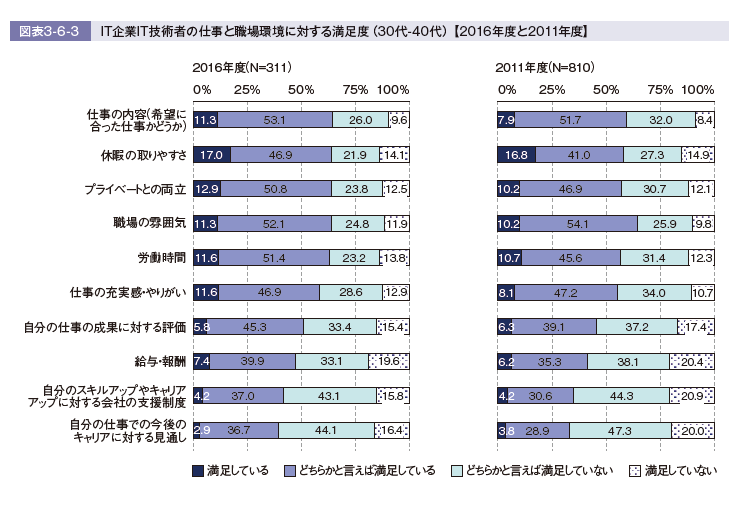 図表3-6-3 IT企業IT技術者の仕事と職場環境に対する満足度（30代-40代）【2016年度と2011年度】
2016年度(N=311) 2011年度(N=810)
0% 25% 50% 75% 100% 0% 25% 50% 75% 100%
仕事の内容(希望に
合った仕事かどうか) 11.3 53.1 26.0 9.6 7.9 51.7 32.0 8.4
休暇の取りやすさ 17.0 46.9 21.9 14.1 16.8 41.0 27.3 14.9
プライベートとの両立 12.9 50.8 23.8 12.5 10.2 46.9 30.7 12.1
職場の雰囲気 11.3 52.1 24.8 11.9 10.2 54.1 25.9 9.8
労働時間 11.6 51.4 23.2 13.8 10.7 45.6 31.4 12.3
仕事の充実感・やりがい 11.6 46.9 28.6 12.9 8.1 47.2 34.0 10.7
自分の仕事の成果に対する評価 5.8 45.3 33.4 15.4 6.3 39.1 37.2 17.4
給与・報酬 7.4 39.9 33.1 19.6 6.2 35.3 38.1 20.4
自分のスキルアップやキャリア
アップに対する会社の支援制度 4.2 37.0 43.1 15.8 4.2 30.6 44.3 20.9
自分の仕事での今後の
キャリアに対する見通し 2.9 36.7 44.1 16.4 3.8 28.9 47.3 20.0
満足している どちらかと言えば満足している どちらかと言えば満足していない 満足していない